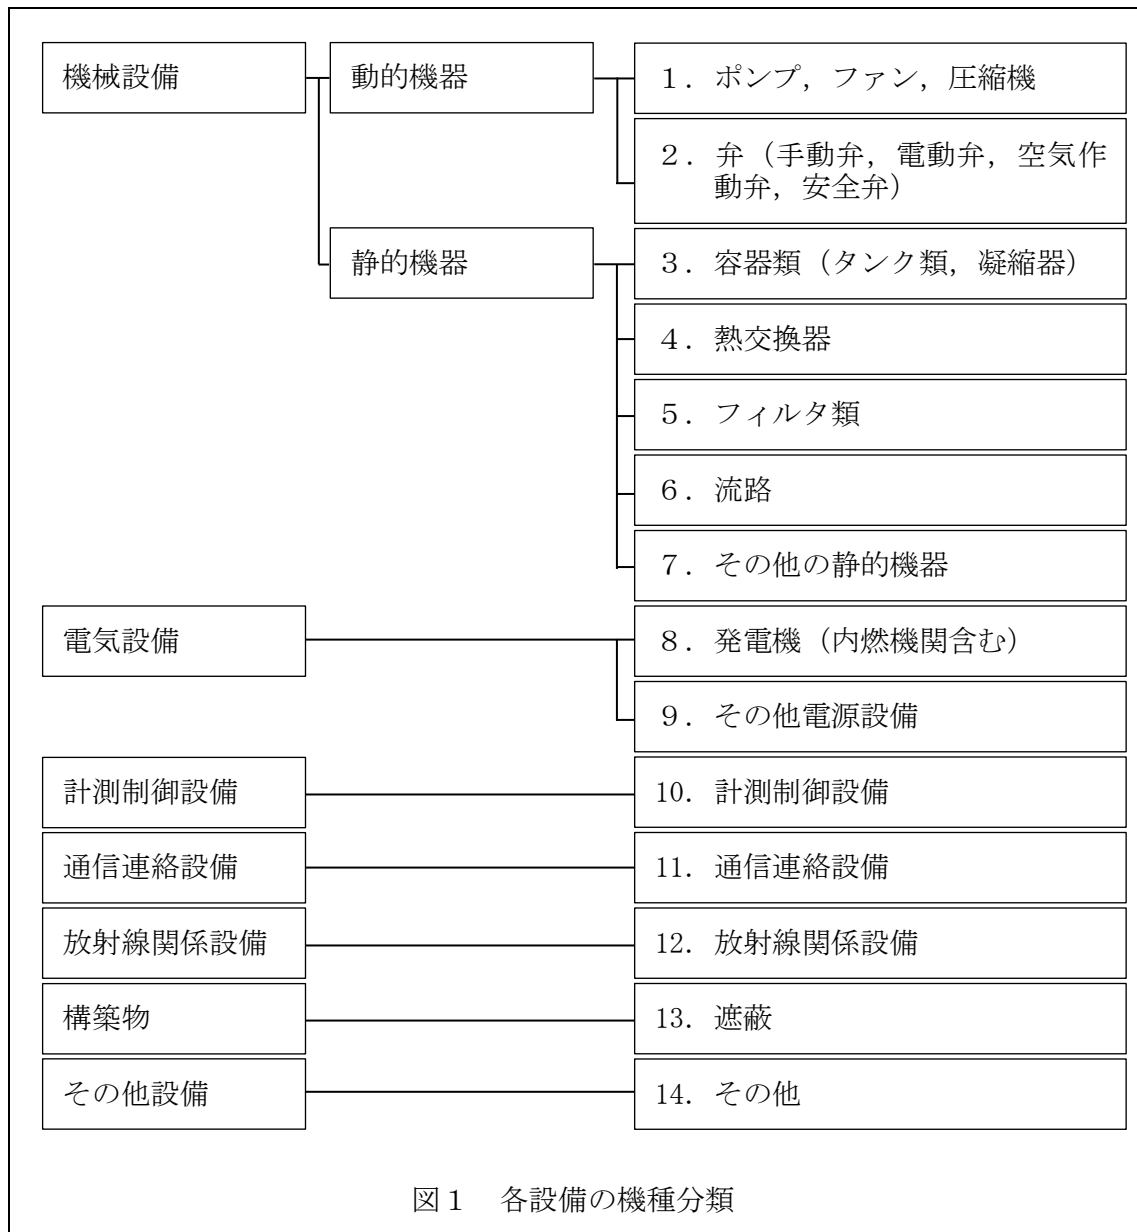 機械設備
動的機器
1．ポンプ，ファン，圧縮機
2．弁（手動弁，電動弁，空気作
動弁，安全弁）
静的機器
3．容器類（タンク類，凝縮器）
4．熱交換器
5．フィルタ類
6．流路
7．その他の静的機器
電気設備
8．発電機（内燃機関含む）
9．その他電源設備
計測制御設備
10．計測制御設備
通信連絡設備
11．通信連絡設備
放射線関係設備
12．放射線関係設備
構築物
13．遮蔽
その他設備
14．その他
図１　各設備の機種分類